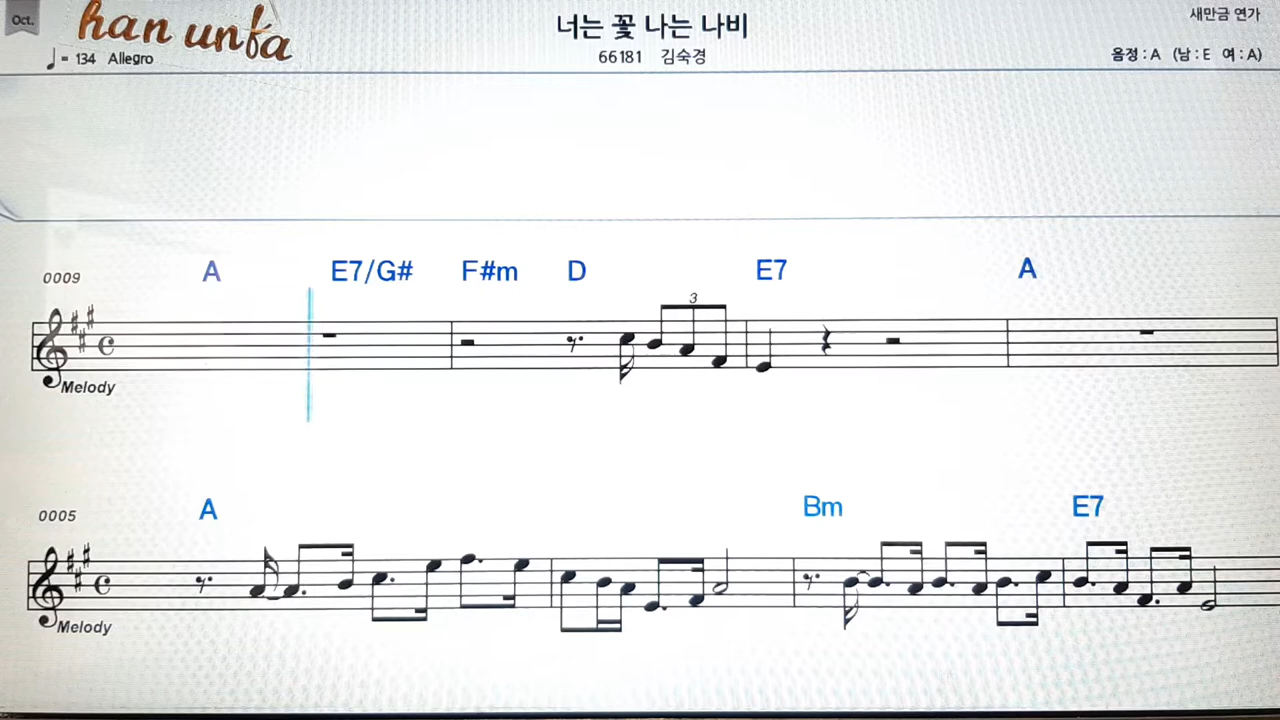 Oct.
han unfa
너는 꽃 나는 나비
새만금 연가
♩ = 134 Allegro
66181 김숙경
음정 : A (남 : E 여 : A)
0009
A E7/G# F#m D E7 A
3
Melody
0005
A Bm E7
Melody